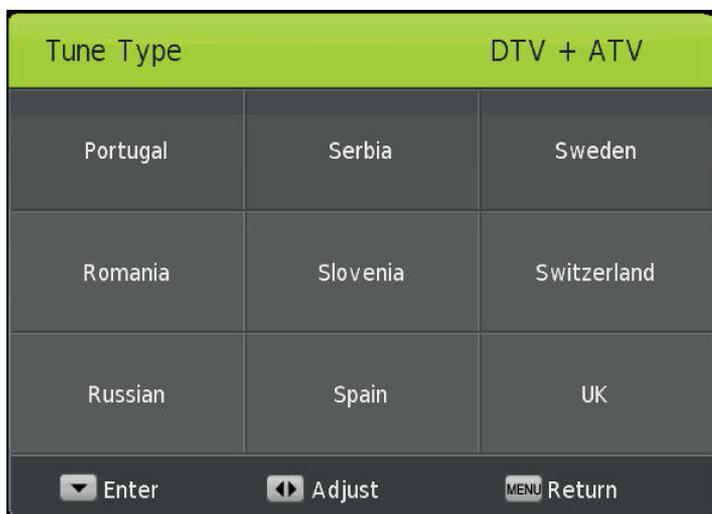 Tune Type DTV + ATV
Portugal Serbia Sweden
Romania Slovenia Switzerland
Russian Spain UK
Enter Adjust MENU Return